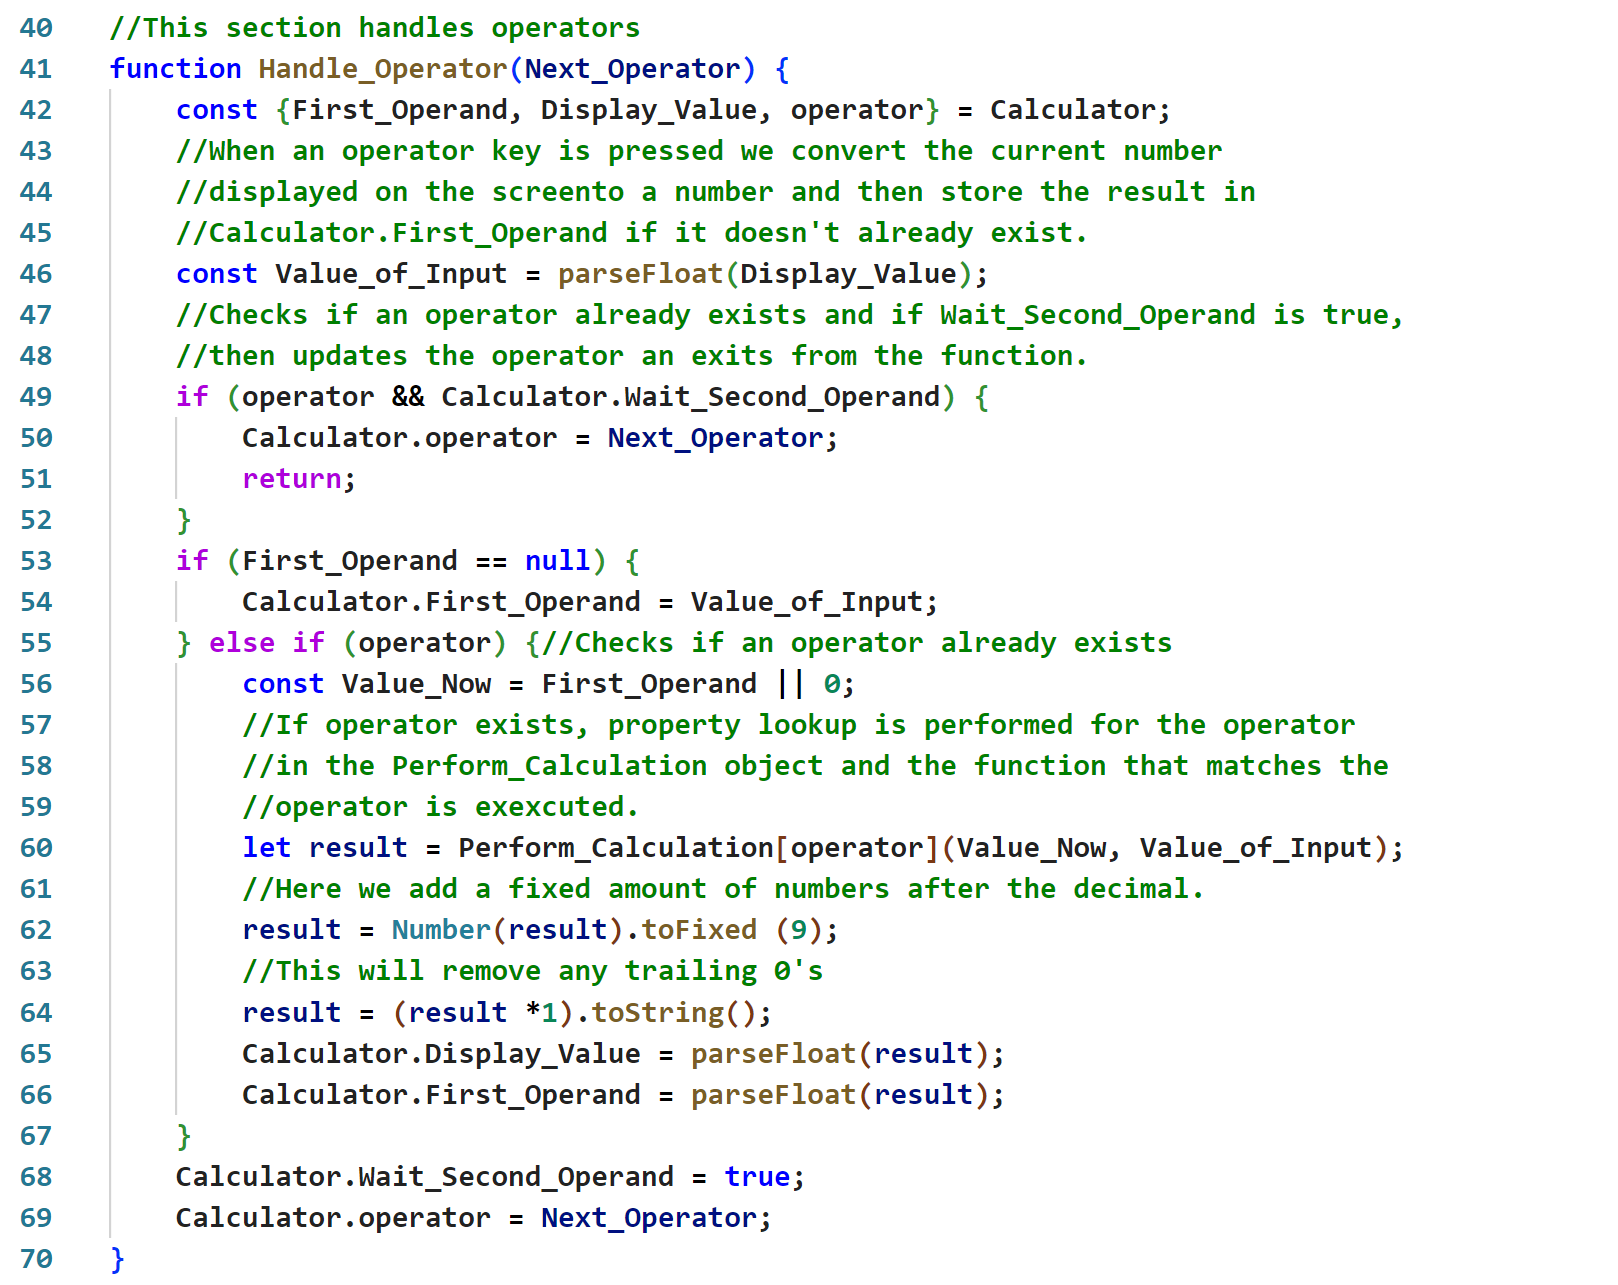 40 //This section handles operators
41 function Handle_Operator(Next_Operator) {
42     const {First_Operand, Display_Value, operator} = Calculator;
43     //When an operator key is pressed we convert the current number
44     //displayed on the screento a number and then store the result in
45     //Calculator.First_Operand if it doesn't already exist.
46     const Value_of_Input = parseFloat(Display_Value);
47     //Checks if an operator already exists and if Wait_Second_Operand is true,
48     //then updates the operator an exits from the function.
49     if (operator && Calculator.Wait_Second_Operand) {
50         Calculator.operator = Next_Operator;
51         return;
52     }
53     if (First_Operand == null) {
54         Calculator.First_Operand = Value_of_Input;
55     } else if (operator) {//Checks if an operator already exists
56         const Value_Now = First_Operand || 0;
57         //If operator exists, property lookup is performed for the operator
58         //in the Perform_Calculation object and the function that matches the
59         //operator is exexcuted.
60         let result = Perform_Calculation[operator](Value_Now, Value_of_Input);
61         //Here we add a fixed amount of numbers after the decimal.
62         result = Number(result).toFixed (9);
63         //This will remove any trailing 0's
64         result = (result *1).toString();
65         Calculator.Display_Value = parseFloat(result);
66         Calculator.First_Operand = parseFloat(result);
67     }
68     Calculator.Wait_Second_Operand = true;
69     Calculator.operator = Next_Operator;
70 }